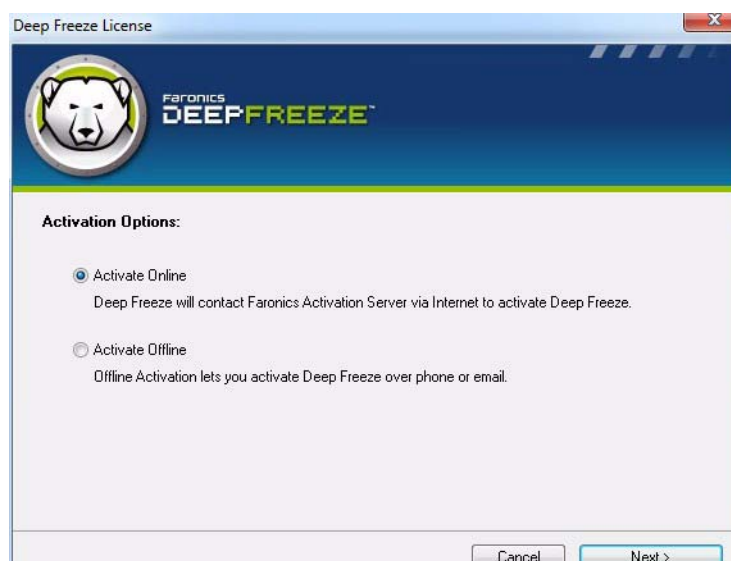 Deep Freeze License
x
Faronics
DEEPFREEZE™
Activation Options:
Activate Online
Deep Freeze will contact Faronics Activation Server via Internet to activate Deep Freeze.
Activate Offline
Offline Activation lets you activate Deep Freeze over phone or email.
Cancel Next >